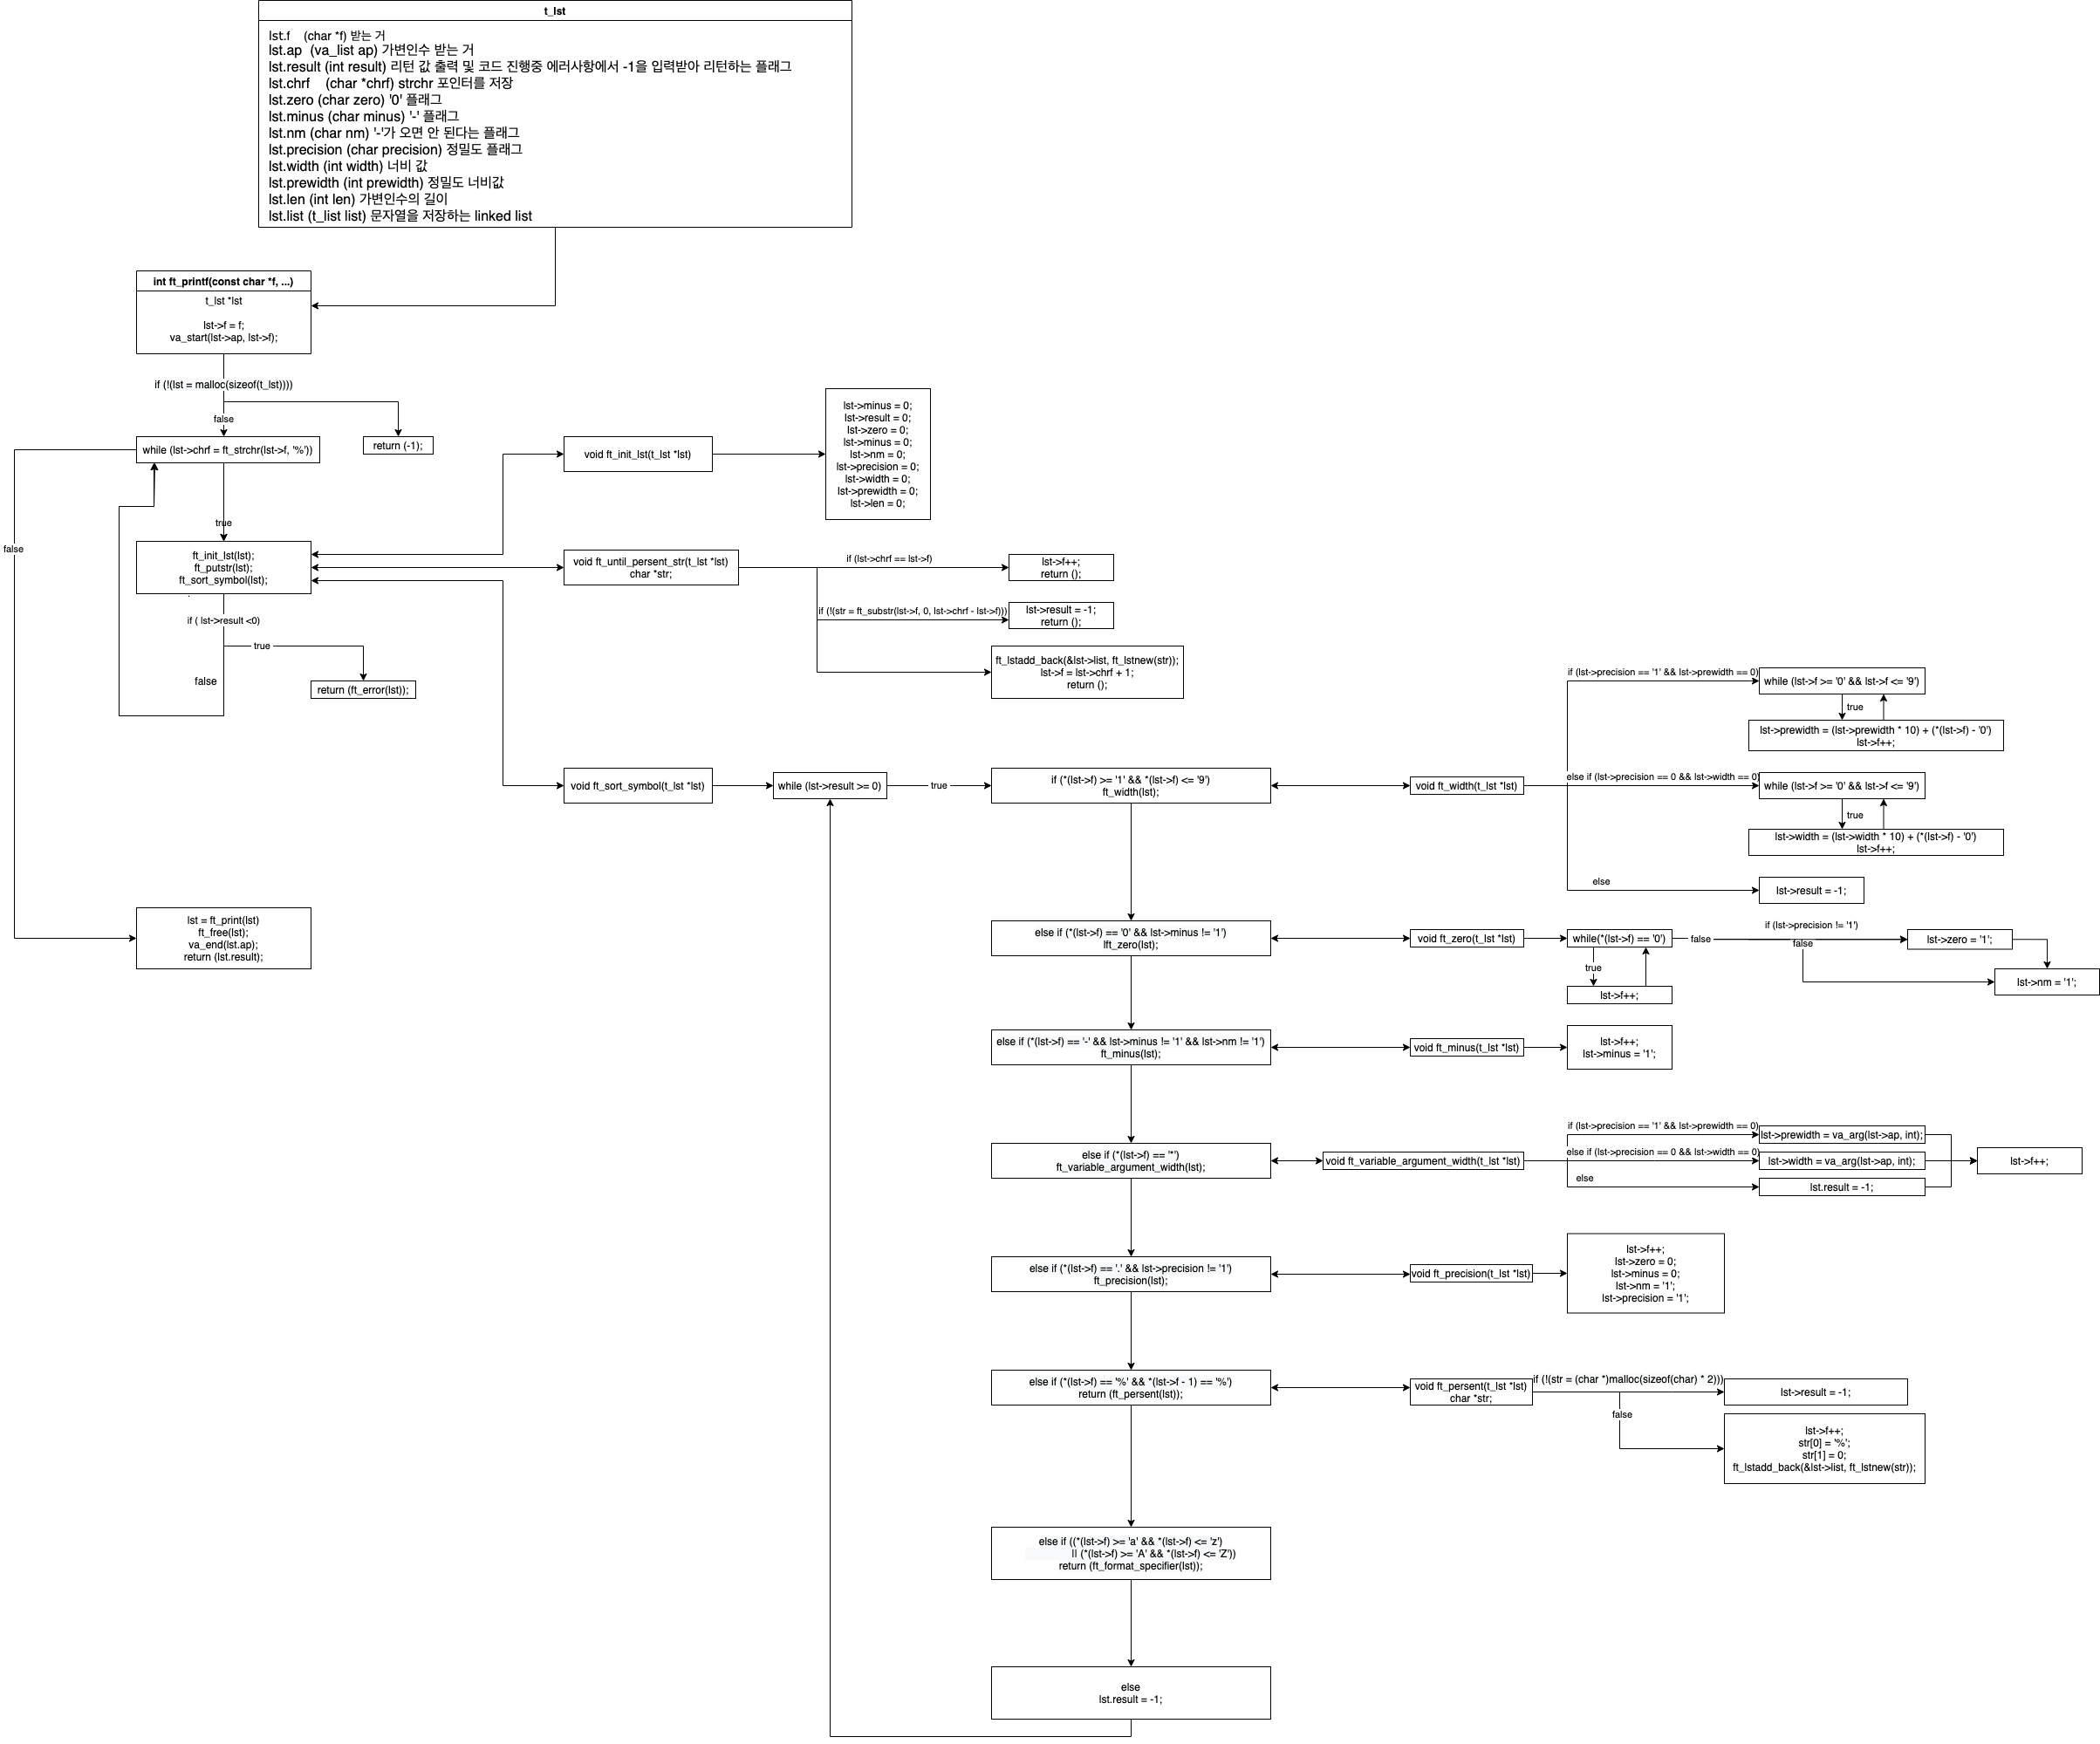 t_lst
lst.f (char *f) 받는 거
lst.ap (va_list ap) 가변인수 받는 거
lst.result (int result) 리턴 값 출력 및 코드 진행중 에러사항에서 -1을 입력받아 리턴하는 플래그
lst.chrf (char *chrf) strchr 포인터를 저장
lst.zero (char zero) '0' 플래그
lst.minus (char minus) '-' 플래그
lst.nm (char nm) '-'가 오면 안 된다는 플래그
lst.precision (char precision) 정밀도 플래그
lst.width (int width) 너비 값
lst.prewidth (int prewidth) 정밀도 너비값
lst.len (int len) 가변인수의 길이
lst.list (t_list list) 문자열을 저장하는 linked list
int ft_printf(const char *f, ...)
t_lst *lst
lst->f = f;
va_start(lst->ap, lst->f);
if (!(lst = malloc(sizeof(t_lst))))
false
return (-1);
while (lst->chrf = ft_strchr(lst->f, '%'))
true
false
ft_init_lst(lst);
ft_putstr(lst);
ft_sort_symbol(lst);
if ( lst->result <0)
true
false
return (ft_error(lst));
lst = ft_print(lst)
ft_free(lst);
va_end(lst.ap);
return (lst.result);
void ft_init_lst(t_lst *lst)
lst->minus = 0;
lst->result = 0;
lst->zero = 0;
lst->minus = 0;
lst->nm = 0;
lst->precision = 0;
lst->width = 0;
lst->prewidth = 0;
lst->len = 0;
void ft_until_persent_str(t_lst *lst)
char *str;
if (lst->chrf == lst->f)
lst->f++;
return ();
if (!(str = ft_substr(lst->f, 0, lst->chrf - lst->f)))
lst->result = -1;
return ();
ft_lstadd_back(&lst->list, ft_lstnew(str));
lst->f = lst->chrf + 1;
return ();
void ft_sort_symbol(t_lst *lst)
while (lst->result >= 0)
true
if (*(lst->f) >= '1' && *(lst->f) <= '9')
ft_width(lst);
void ft_width(t_lst *lst)
if (lst->precision == '1' && lst->prewidth == 0)
while (lst->f >= '0' && lst->f <= '9')
true
lst->prewidth = (lst->prewidth * 10) + (*(lst->f) - '0')
lst->f++;
else if (lst->precision == 0 && lst->width == 0)
while (lst->f >= '0' && lst->f <= '9')
true
lst->width = (lst->width * 10) + (*(lst->f) - '0')
lst->f++;
else
lst->result = -1;
else if (*(lst->f) == '0' && lst->minus != '1')
lft_zero(lst);
void ft_zero(t_lst *lst)
while(*(lst->f) == '0')
true
lst->f++;
false
if (lst->precision != '1')
false
lst->zero = '1';
lst->nm = '1';
else if (*(lst->f) == '-' && lst->minus != '1' && lst->nm != '1')
ft_minus(lst);
void ft_minus(t_lst *lst)
lst->f++;
lst->minus = '1';
else if (*(lst->f) == '*')
ft_variable_argument_width(lst);
void ft_variable_argument_width(t_lst *lst)
if (lst->precision == '1' && lst->prewidth == 0)
lst->prewidth = va_arg(lst->ap, int);
else if (lst->precision == 0 && lst->width == 0)
lst->width = va_arg(lst->ap, int);
else
lst.result = -1;
lst->f++;
else if (*(lst->f) == '.' && lst->precision != '1')
ft_precision(lst);
void ft_precision(t_lst *lst)
lst->f++;
lst->zero = 0;
lst->minus = 0;
lst->nm = '1';
lst->precision = '1';
else if (*(lst->f) == '%' && *(lst->f - 1) == '%')
return (ft_persent(lst));
void ft_persent(t_lst *lst)
char *str;
if (!(str = (char *)malloc(sizeof(char) * 2)))
lst->result = -1;
false
lst->f++;
str[0] = '%';
str[1] = 0;
ft_lstadd_back(&lst->list, ft_lstnew(str));
else if ((*(lst->f) >= 'a' && *(lst->f) <= 'z')
|| (*(lst->f) >= 'A' && *(lst->f) <= 'Z'))
return (ft_format_specifier(lst));
else
lst.result = -1;